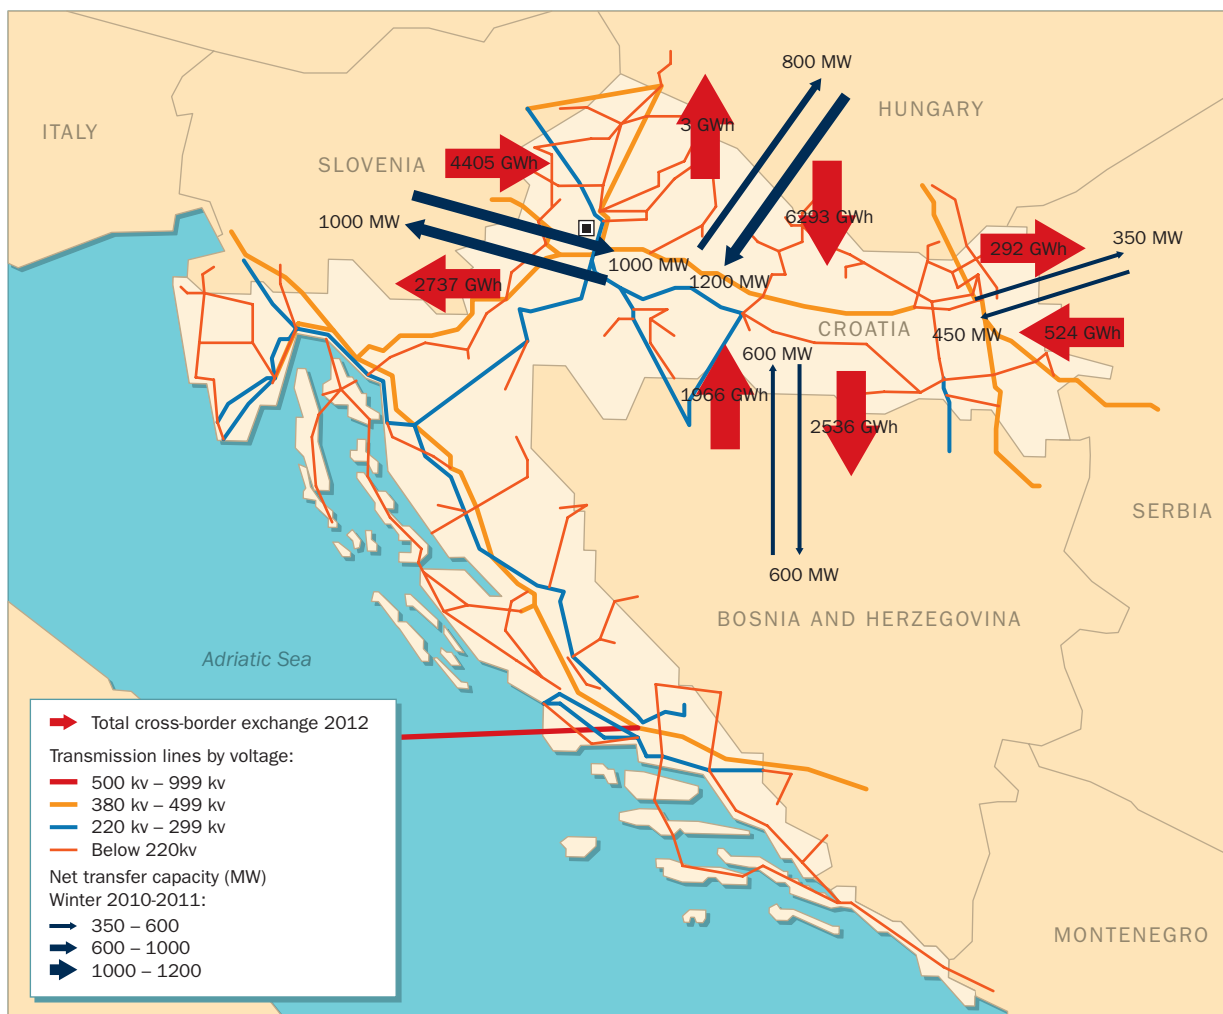 800 MW
HUNGARY
ITALY
3 GWh
SLOVENIA
4405 GWh
1000 MW
6293 GWh
292 GWh
350 MW
1000 MW
1200 MW
2737 GWh
CROATIA
450 MW
524 GWh
600 MW
1966 GWh
2536 GWh
SERBIA
600 MW
BOSNIA AND HERZEGOVINA
Adriatic Sea
Total cross-border exchange 2012
Transmission lines by voltage:
500 kv – 999 kv
380 kv – 499 kv
220 kv – 299 kv
Below 220kv
Net transfer capacity (MW)
Winter 2010-2011:
350 – 600
600 – 1000
1000 – 1200
MONTENEGRO